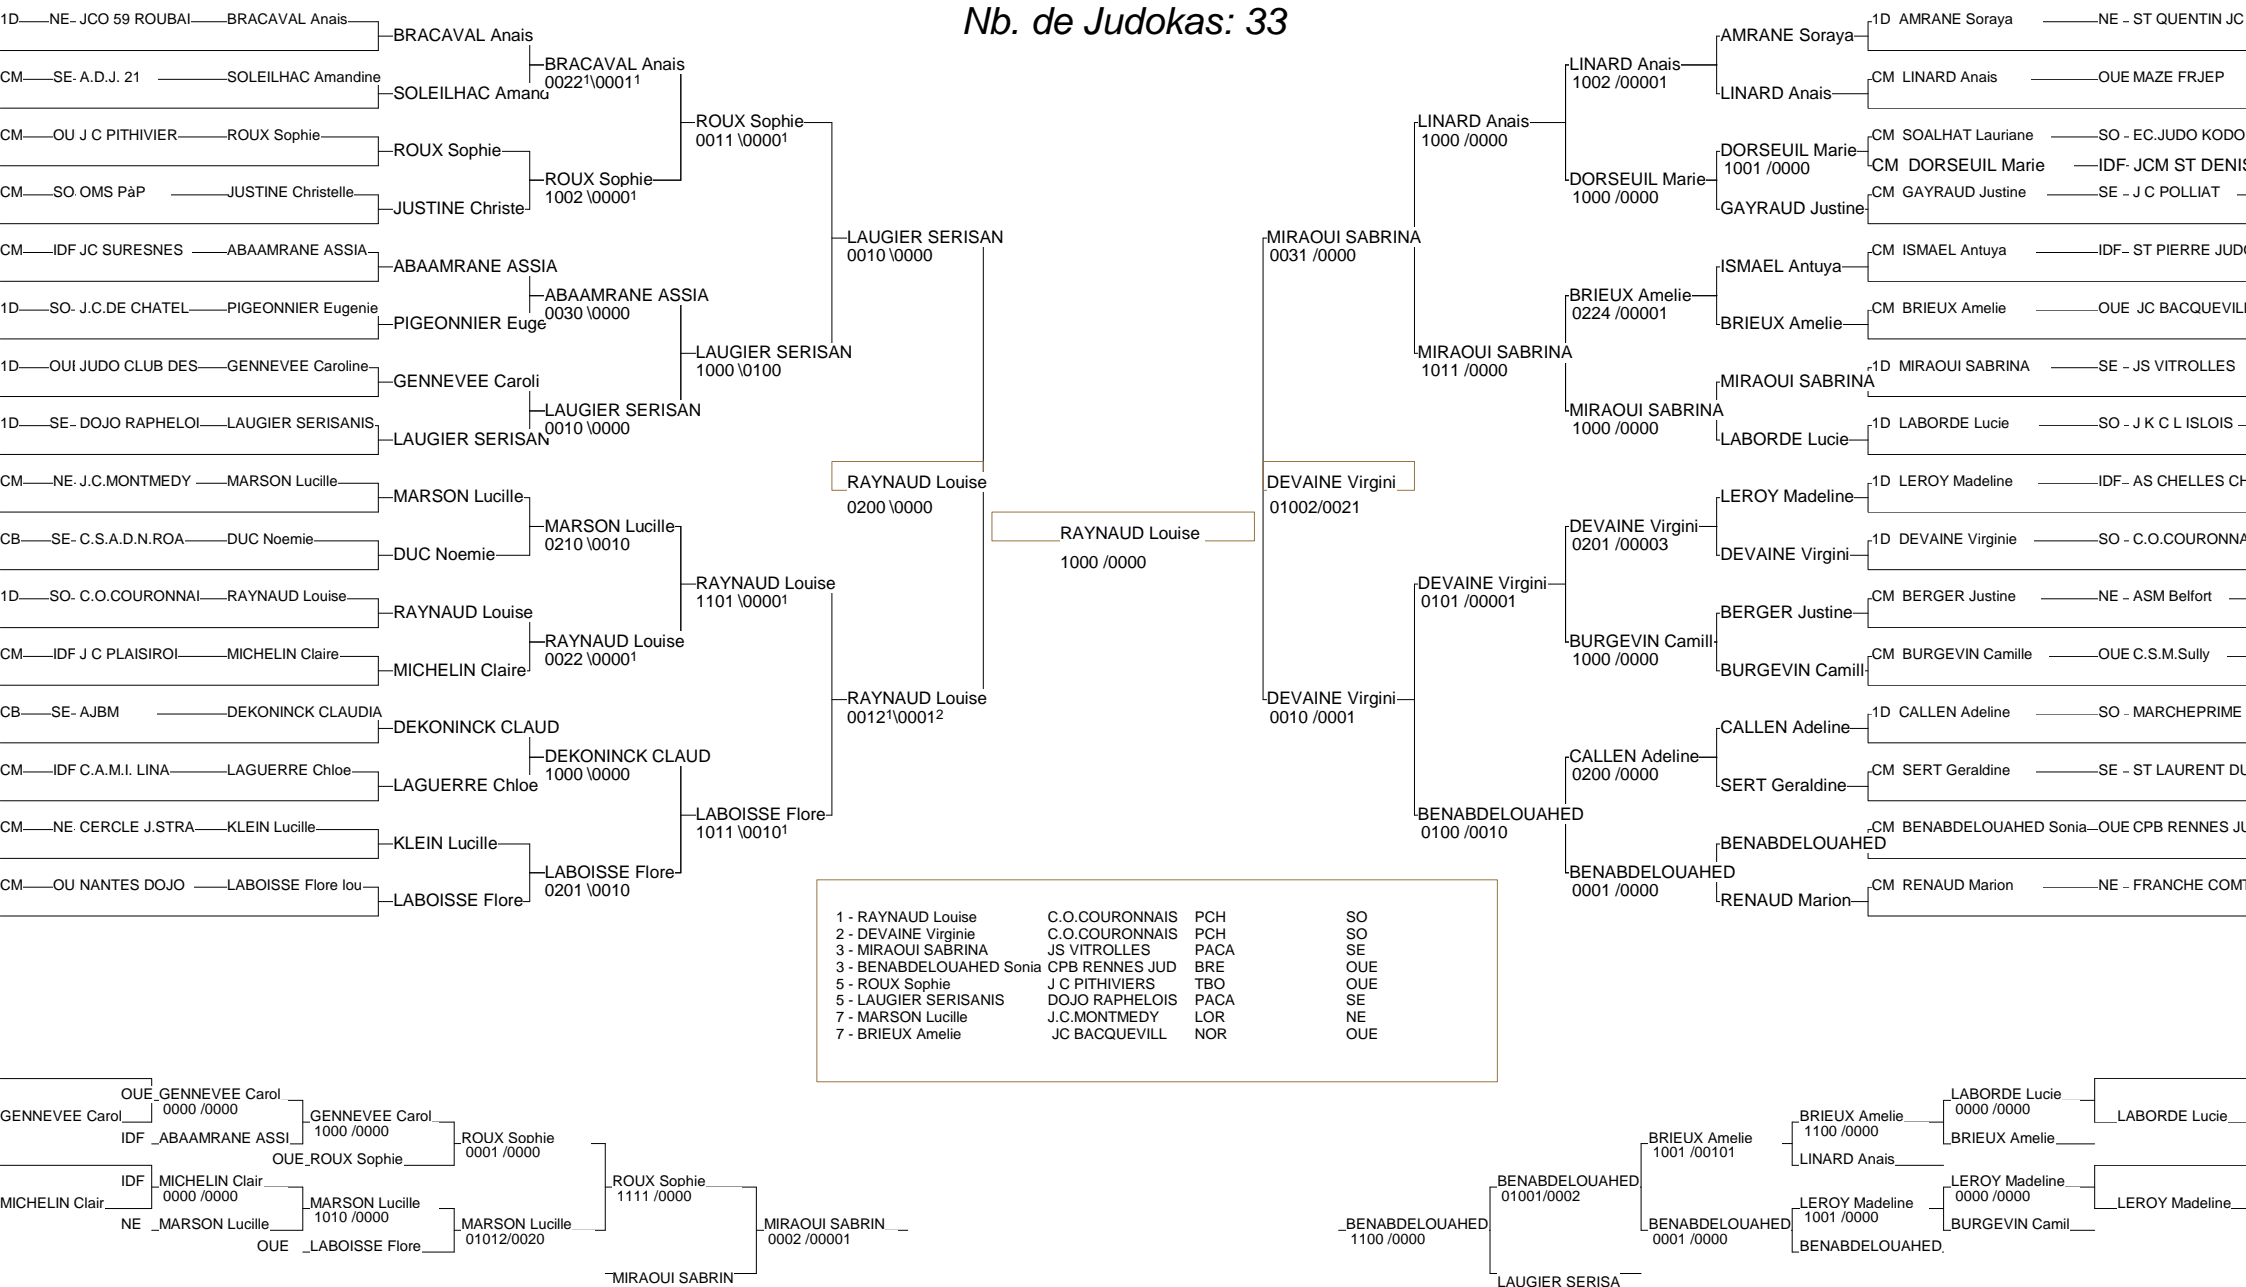 Nb. de Judokas: 33
1D NE- JCO 59 ROUBAI BRACAVAL Anais
CM SE- A.D.J. 21 SOLEILHAC Amandine
CM OU J C PITHIVIER ROUX Sophie
CM SO- OMS PàP JUSTINE Christelle
CM IDF JC SURESNES ABAAMRANE ASSIA
1D SO- J.C.DE CHATEL PIGEONNIER Eugenie
1D OUE JUDO CLUB DES GENNEVEE Caroline
1D SE- DOJO RAPHELOI LAUGIER SERISANIS
CM NE- J.C.MONTMEDY MARSON Lucille
CB SE- C.S.A.D.N.ROA DUC Noemie
1D SO- C.O.COURONNAI RAYNAUD Louise
CM IDF J C PLAISIROI MICHELIN Claire
CB SE- AJBM DEKONINCK CLAUDIA
CM IDF C.A.M.I. LINA LAGUERRE Chloe
CM NE- CERCLE J.STRA KLEIN Lucille
CM OU NANTES DOJO LABOISSE Flore lou
BRACAVAL Anais
SOLEILHAC Amand
ROUX Sophie
JUSTINE Christe
ABAAMRANE ASSIA
PIGEONNIER Euge
GENNEVEE Caroli
LAUGIER SERISAN
MARSON Lucille
DUC Noemie
RAYNAUD Louise
MICHELIN Claire
DEKONINCK CLAUD
LAGUERRE Chloe
KLEIN Lucille
LABOISSE Flore
BRACAVAL Anais
0022¹\0001¹
ROUX Sophie
1002 \0000¹
ABAAMRANE ASSIA
0030 \0000
LAUGIER SERISAN
0010 \0000
MARSON Lucille
0210 \0010
RAYNAUD Louise
0022 \0000¹
DEKONINCK CLAUD
1000 \0000
LABOISSE Flore
0201 \0010
ROUX Sophie
0011 \0000¹
LAUGIER SERISAN
1000 \0100
RAYNAUD Louise
1101 \0000¹
LABOISSE Flore
1011 \0010¹
LAUGIER SERISAN
0010 \0000
RAYNAUD Louise
0012¹\0001²
RAYNAUD Louise
0200 \0000
RAYNAUD Louise
1000 /0000
DEVAINE Virgini
01002/0021
MIRAOUI SABRINA
0031 /0000
DEVAINE Virgini
0010 /0001
LINARD Anais
1000 /0000
MIRAOUI SABRINA
1011 /0000
DEVAINE Virgini
0101 /00001
BENABDELOUAHED
0100 /0010
LINARD Anais
1002 /00001
DORSEUIL Marie
1000 /0000
BRIEUX Amelie
0224 /00001
MIRAOUI SABRINA
1000 /0000
DEVAINE Virgini
0201 /00003
BURGEVIN Camill
1000 /0000
CALLEN Adeline
0200 /0000
BENABDELOUAHED
0001 /0000
AMRANE Soraya
LINARD Anais
DORSEUIL Marie
1001 /0000
GAYRAUD Justine
ISMAEL Antuya
BRIEUX Amelie
MIRAOUI SABRINA
LABORDE Lucie
LEROY Madeline
DEVAINE Virgini
BERGER Justine
BURGEVIN Camill
CALLEN Adeline
SERT Geraldine
BENABDELOUAHED
RENAUD Marion
1D AMRANE Soraya NE - ST QUENTIN JC
CM LINARD Anais OUE MAZE FRJEP
CM SOALHAT Lauriane SO - EC.JUDO KODO
CM DORSEUIL Marie IDF- JCM ST DENIS
CM GAYRAUD Justine SE - J C POLLIAT
CM ISMAEL Antuya IDF- ST PIERRE JUDO
CM BRIEUX Amelie OUE JC BACQUEVILL
1D MIRAOUI SABRINA SE - JS VITROLLES
1D LABORDE Lucie SO - J K C L ISLOIS
1D LEROY Madeline IDF- AS CHELLES CH
1D DEVAINE Virginie SO - C.O.COURONNA
CM BERGER Justine NE - ASM Belfort
CM BURGEVIN Camille OUE C.S.M.Sully
1D CALLEN Adeline SO - MARCHEPRIME
CM SERT Geraldine SE - ST LAURENT DU
CM BENABDELOUAHED Sonia OUE CPB RENNES JU
CM RENAUD Marion NE - FRANCHE COMT
1 - RAYNAUD Louise C.O.COURONNAIS PCH SO
2 - DEVAINE Virginie C.O.COURONNAIS PCH SO
3 - MIRAOUI SABRINA JS VITROLLES PACA SE
3 - BENABDELOUAHED Sonia CPB RENNES JUD BRE OUE
5 - ROUX Sophie J C PITHIVIERS TBO OUE
5 - LAUGIER SERISANIS DOJO RAPHELOIS PACA SE
7 - MARSON Lucille J.C.MONTMEDY LOR NE
7 - BRIEUX Amelie JC BACQUEVILL NOR OUE
GENNEVEE Carol
MICHELIN Clair
OUE GENNEVEE Carol
0000 /0000
IDF ABAAMRANE ASSI
IDF MICHELIN Clair
0000 /0000
NE MARSON Lucille
GENNEVEE Carol
1000 /0000
OUE ROUX Sophie
MARSON Lucille
1010 /0000
OUE LABOISSE Flore
ROUX Sophie
0001 /0000
MARSON Lucille
01012/0020
ROUX Sophie
1111 /0000
MIRAOUI SABRIN
MIRAOUI SABRIN
0002 /00001
BENABDELOUAHED
1100 /0000
BENABDELOUAHED
01001/0002
LAUGIER SERISA
BRIEUX Amelie
1001 /00101
BENABDELOUAHED
0001 /0000
BRIEUX Amelie
1100 /0000
LINARD Anais
LEROY Madeline
1001 /0000
BENABDELOUAHED
LABORDE Lucie
0000 /0000
BRIEUX Amelie
LEROY Madeline
0000 /0000
BURGEVIN Camil
LABORDE Lucie
LEROY Madeline